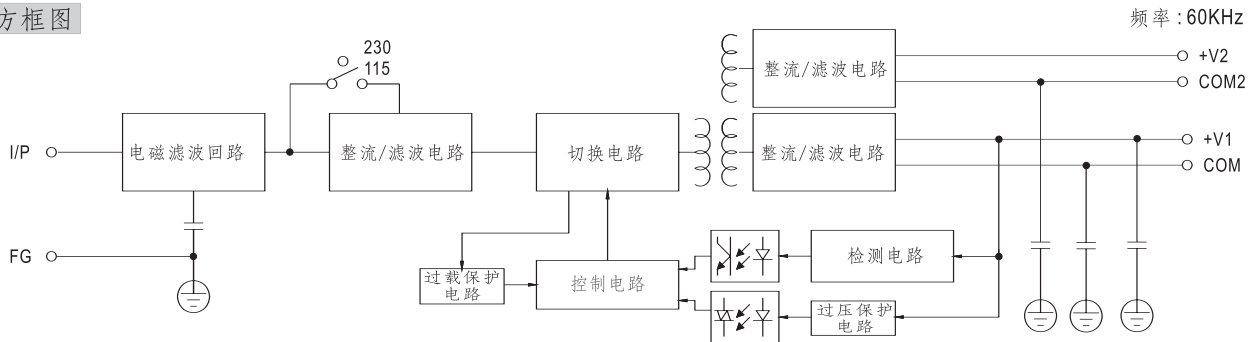 方框图
频率 : 60KHz
230
115
整流/滤波电路
+V2
COM2
I/P
电磁滤波回路
整流/滤波电路
切换电路
整流/滤波电路
+V1
COM
FG
过载保护
电路
控制电路
检测电路
过压保护
电路